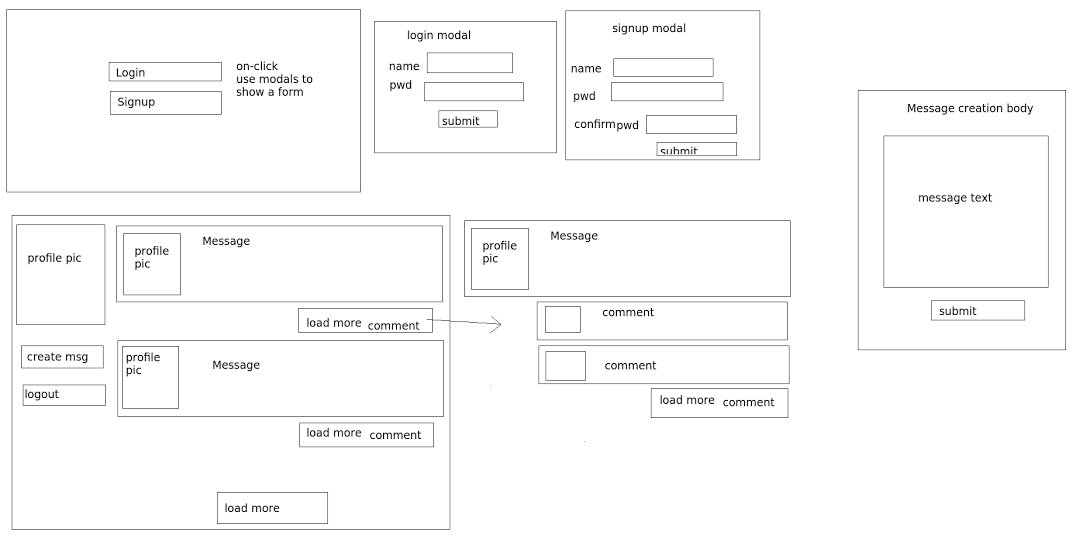 Login
Signup
on-click
use modals to
show a form
login modal
name
pwd
submit
signup modal
name
pwd
confirm pwd
submit
Message creation body
message text
submit
profile pic
create msg
logout
profile
pic
Message
load more comment
profile
pic
Message
load more comment
load more
profile
pic
Message
comment
comment
load more comment